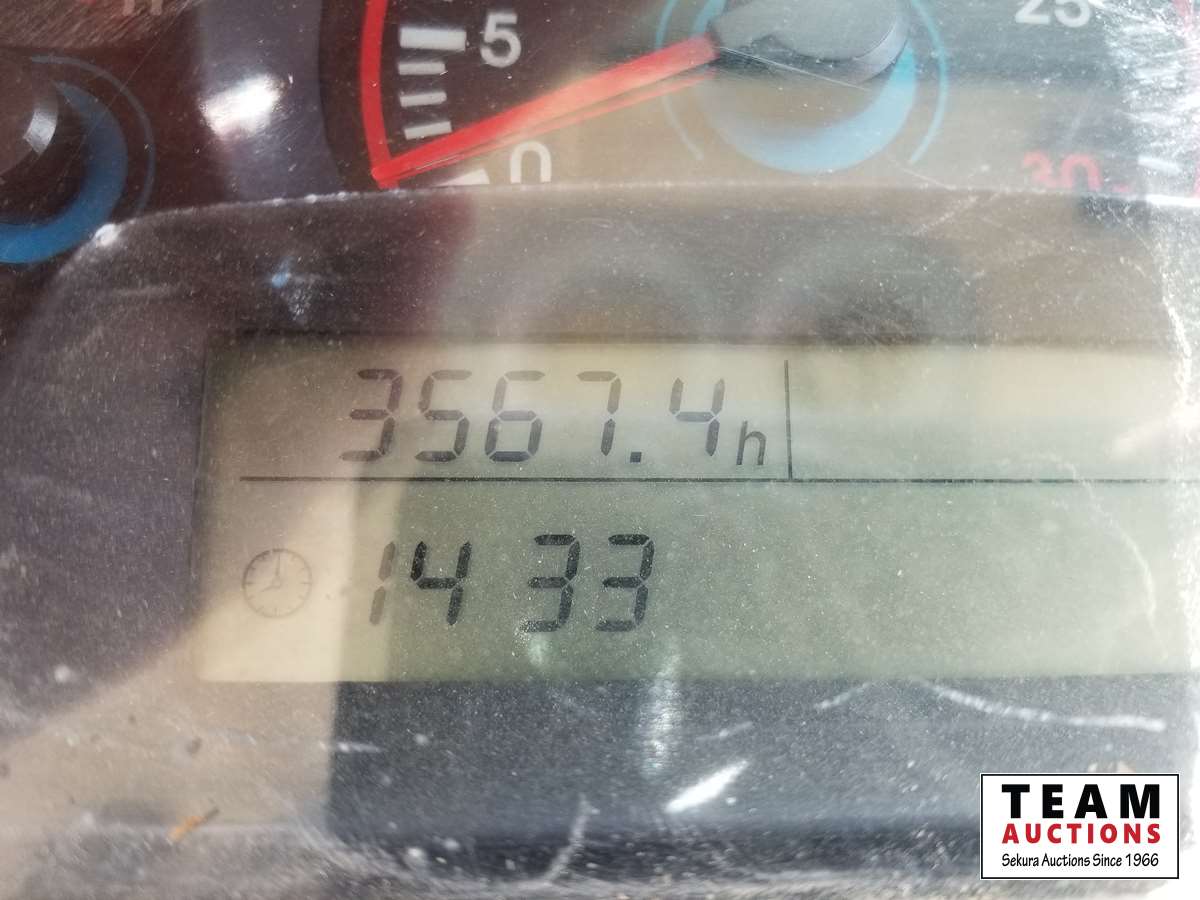 5
25
0
30
3567.4h
14 33
TEAM
AUCTIONS
Sekura Auctions Since 1966